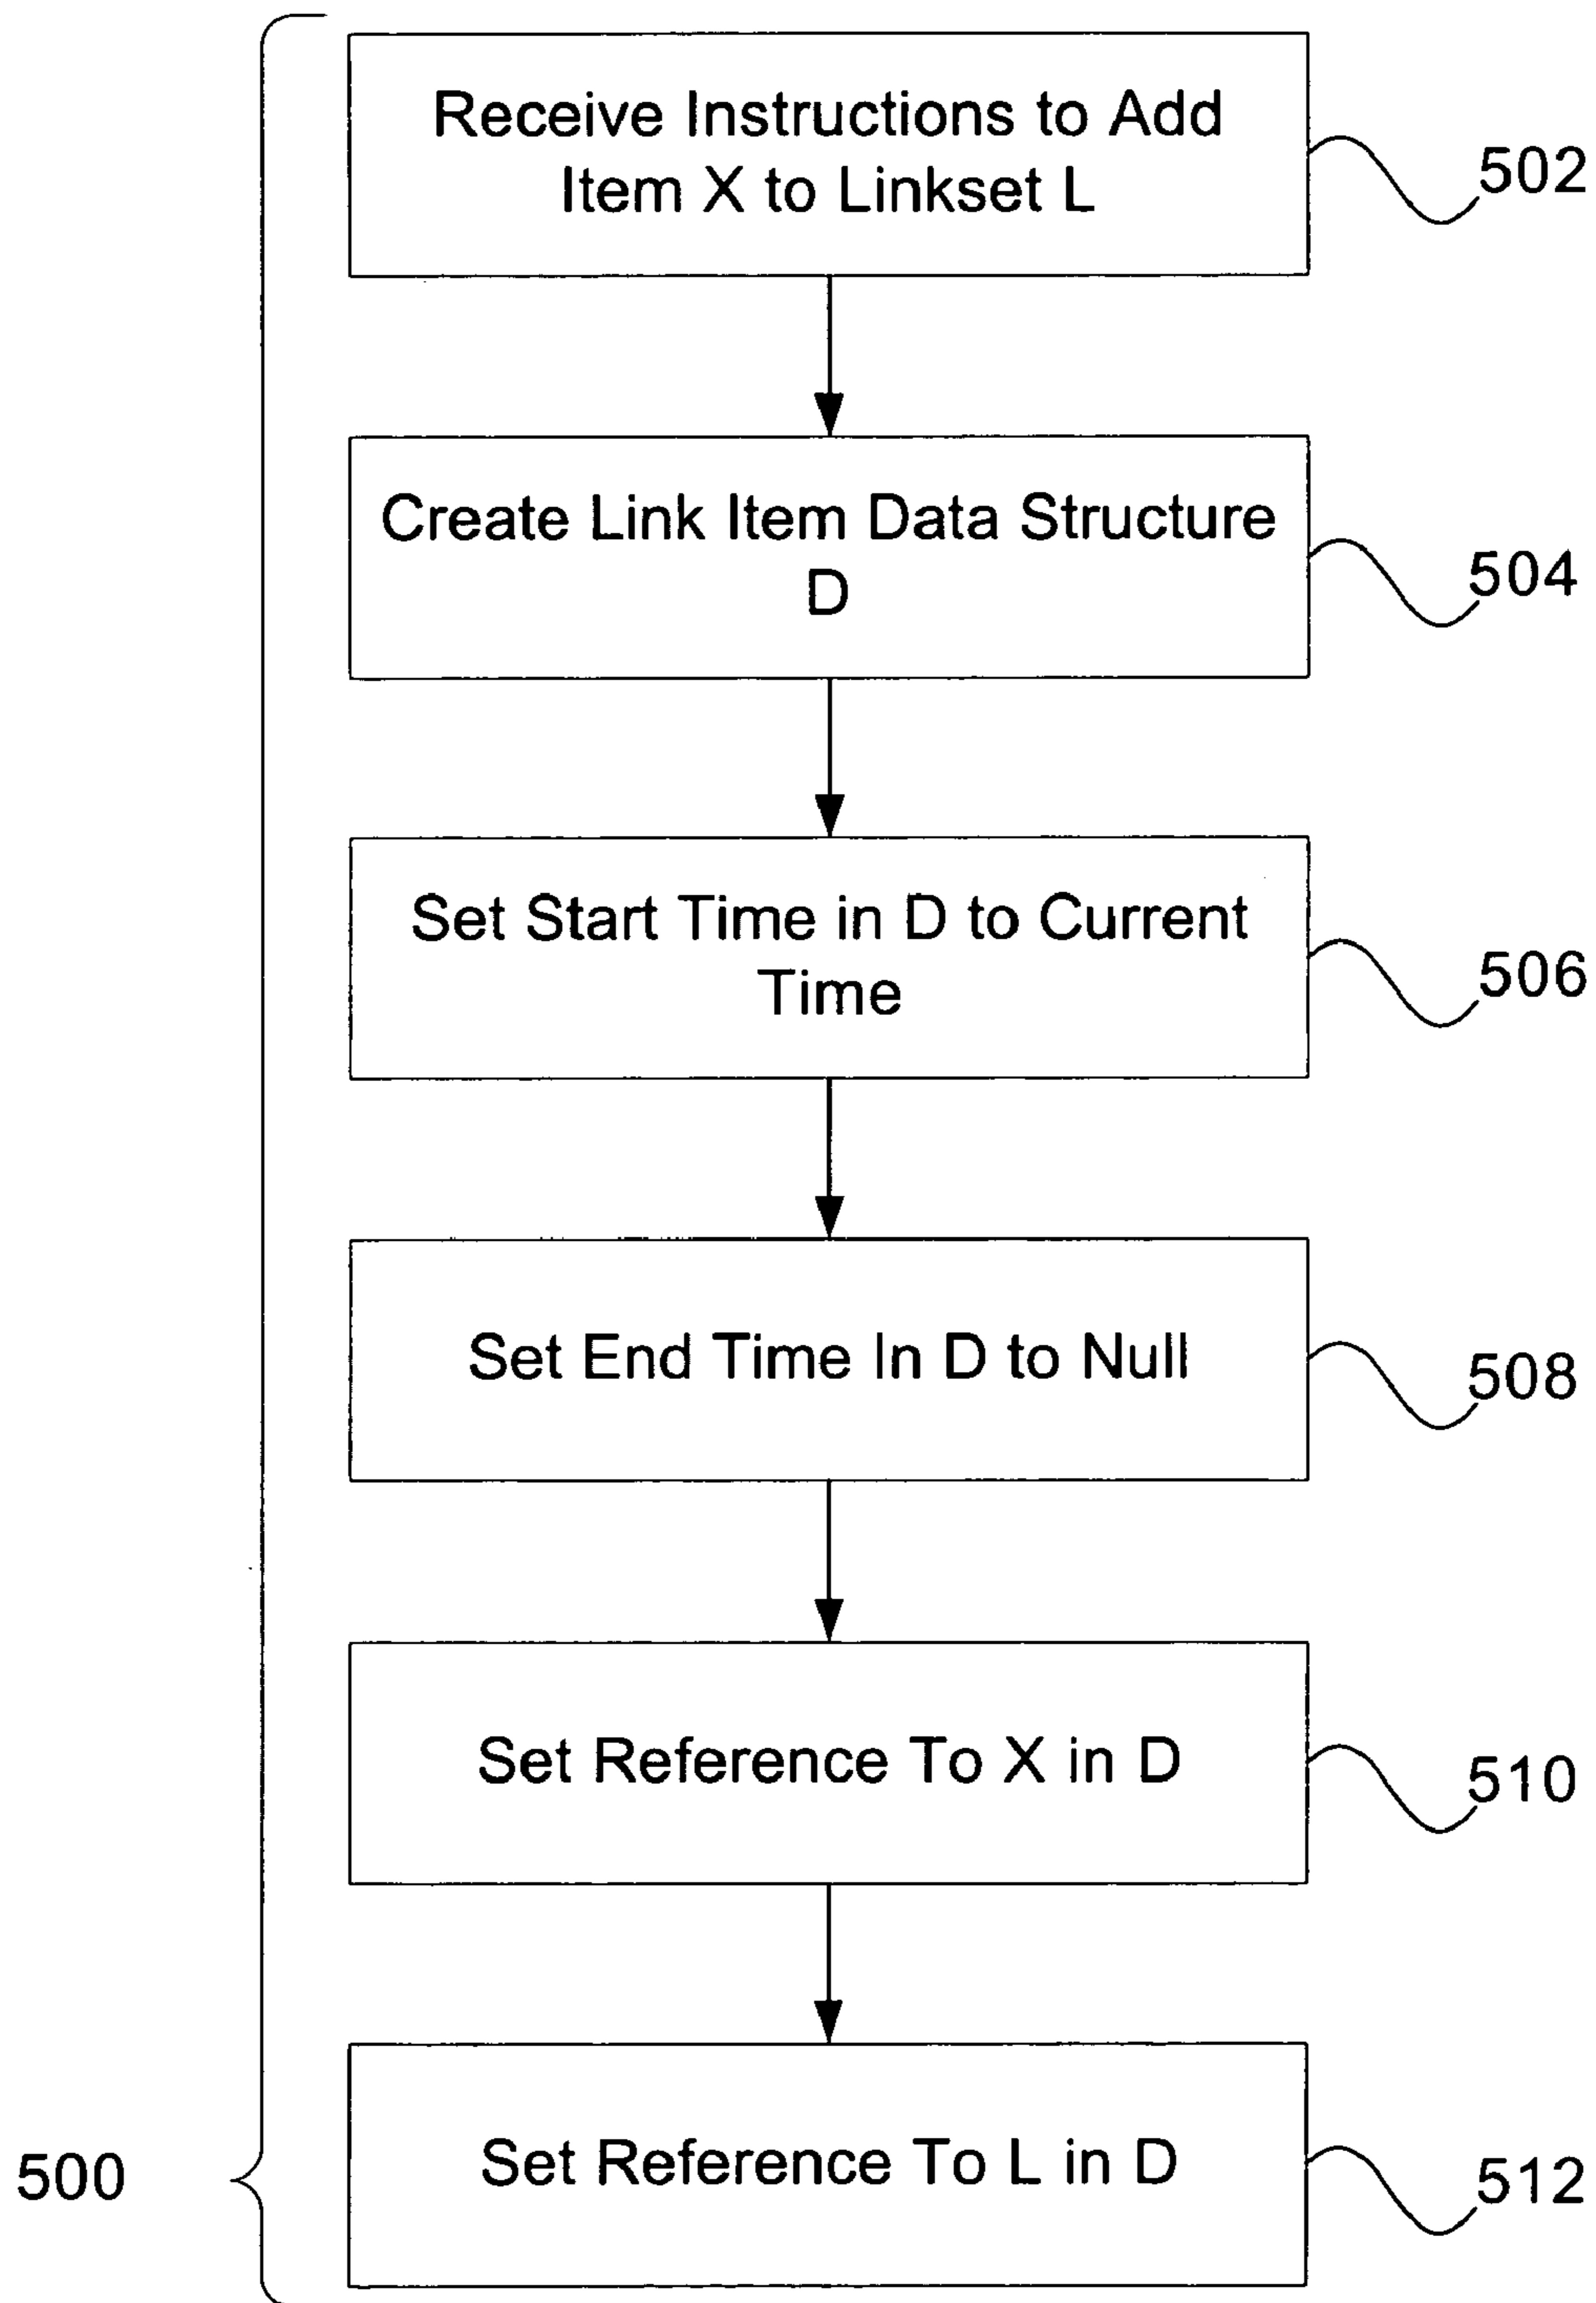 Receive Instructions to Add
Item X to Linkset L
502
Create Link Item Data Structure
D
504
Set Start Time in D to Current
Time
506
Set End Time In D to Null
508
Set Reference To X in D
510
Set Reference To L in D
512
500